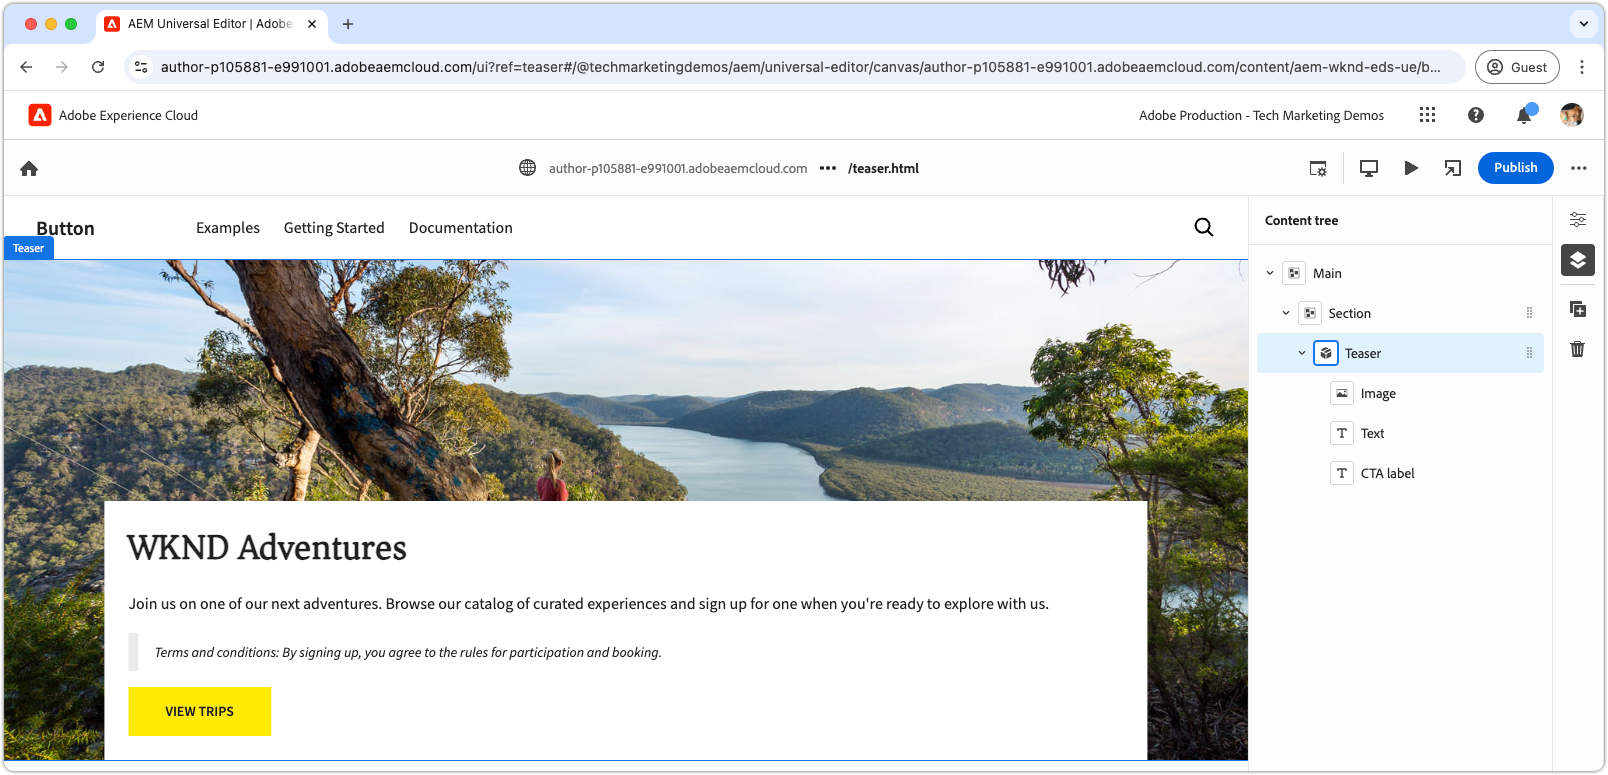 AEM Universal Editor | Adobe
author-p105881-e991001.adobeaemcloud.com/ui?ref=teaser#/@techmarketingdemos/aem/universal-editor/canvas/author-p105881-e991001.adobeaemcloud.com/content/aem-wknd-eds-ue/b...
Guest
Adobe Experience Cloud
Adobe Production - Tech Marketing Demos
author-p105881-e991001.adobeaemcloud.com ••• /teaser.html
Publish
Button
Examples
Getting Started
Documentation
Teaser
WKND Adventures
Join us on one of our next adventures. Browse our catalog of curated experiences and sign up for one when you're ready to explore with us.
Terms and conditions: By signing up, you agree to the rules for participation and booking.
VIEW TRIPS
Content tree
Main
Section
Teaser
Image
T Text
T CTA label